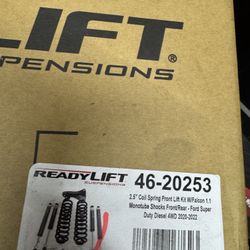 LIFT
SPENSIONS
READYLIFT
SUSPENSIONS
46-20253
2.5" Coil Spring Front Lift Kit W/Falcon 1.1
Monotube Shocks Front/Rear - Ford Super
Duty Diesel 4WD 2020-2022